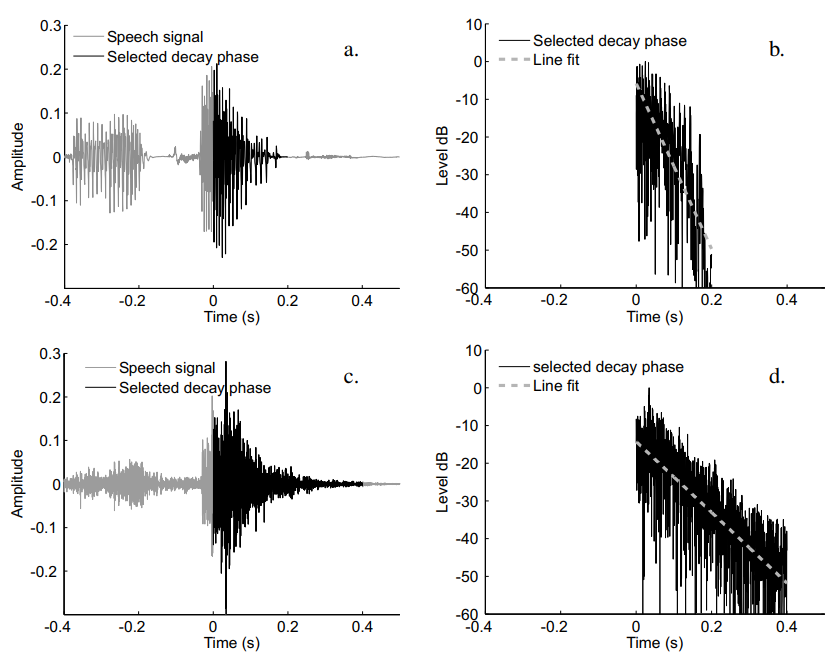 0.3
Speech signal
Selected decay phase
a.
0.2
0.1
0
-0.1
-0.2
Amplitude
-0.4 -0.2 0 0.2 0.4
Time (s)
10
Selected decay phase
Line fit
b.
0
-10
-20
-30
-40
-50
-60
Level dB
-0.4 -0.2 0 0.2 0.4
Time (s)
0.3
Speech signal
Selected decay phase
c.
0.2
0.1
0
-0.1
-0.2
Amplitude
-0.4 -0.2 0 0.2 0.4
Time (s)
10
selected decay phase
Line fit
d.
0
-10
-20
-30
-40
-50
-60
Level dB
-0.4 -0.2 0 0.2 0.4
Time (s)